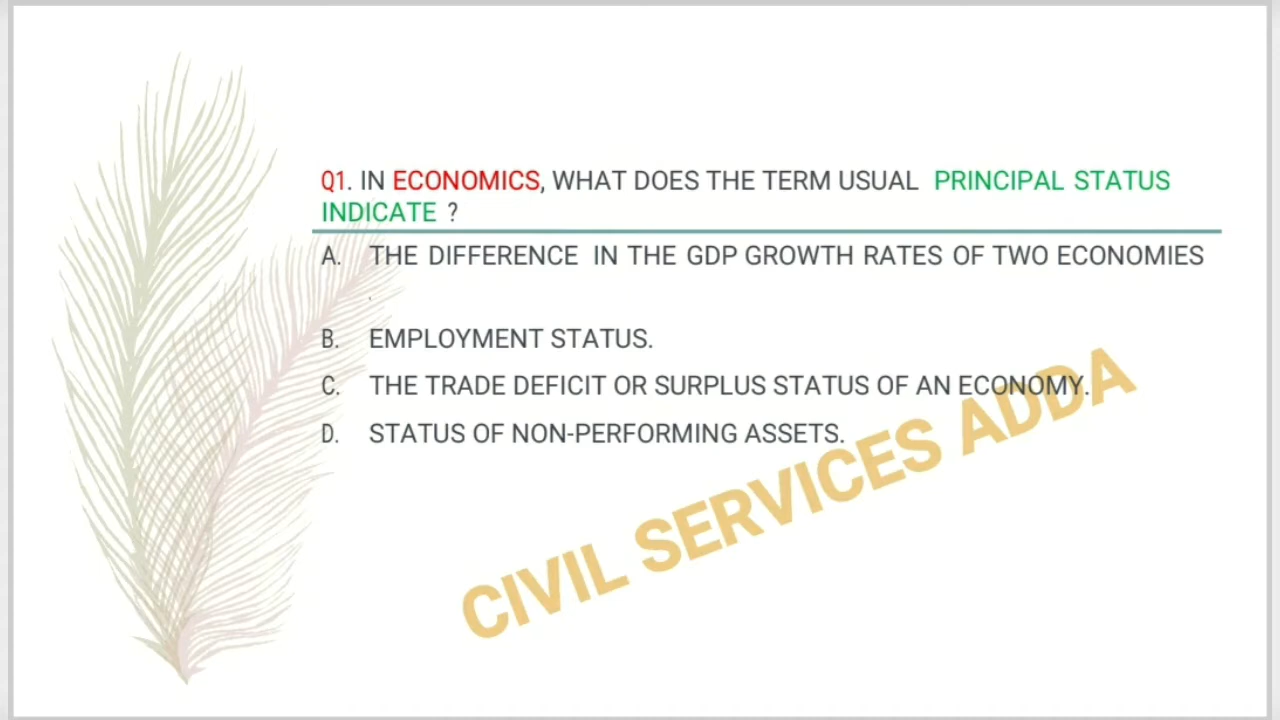 Q1. IN ECONOMICS, WHAT DOES THE TERM USUAL PRINCIPAL STATUS
INDICATE ?
A. THE DIFFERENCE IN THE GDP GROWTH RATES OF TWO ECONOMIES
.
B. EMPLOYMENT STATUS.
C. THE TRADE DEFICIT OR SURPLUS STATUS OF AN ECONOMY.
D. STATUS OF NON-PERFORMING ASSETS.
CIVIL SERVICES ADDA